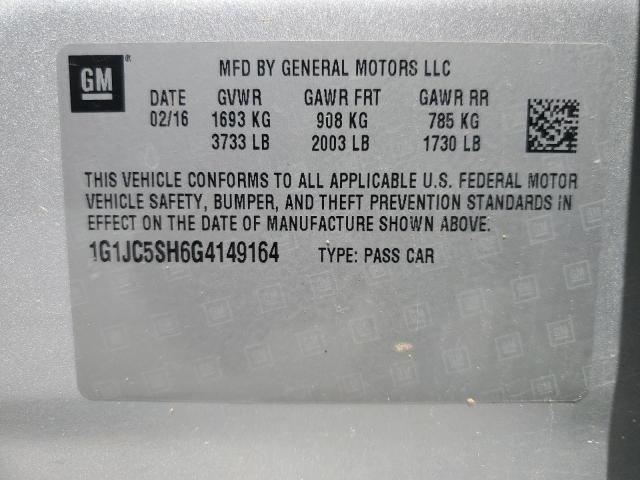 GM®
MFD BY GENERAL MOTORS LLC
DATE GVWR GAWR FRT GAWR RR
02/16 1693 KG 908 KG 785 KG
3733 LB 2003 LB 1730 LB
THIS VEHICLE CONFORMS TO ALL APPLICABLE U.S. FEDERAL MOTOR
VEHICLE SAFETY, BUMPER, AND THEFT PREVENTION STANDARDS IN
EFFECT ON THE DATE OF MANUFACTURE SHOWN ABOVE.
1G1JC5SH6G4149164 TYPE: PASS CAR